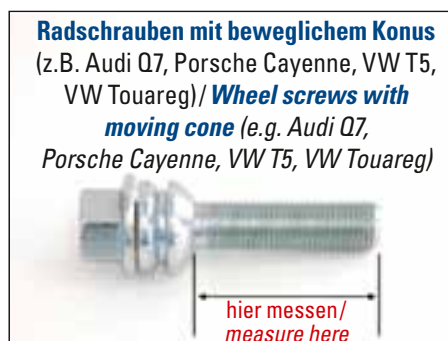 Radschrauben mit beweglichem Konus
(z.B. Audi Q7, Porsche Cayenne, VW T5,
VW Touareg)/Wheel screws with
moving cone (e.g. Audi Q7,
Porsche Cayenne, VW T5, VW Touareg)
hier messen/
measure here